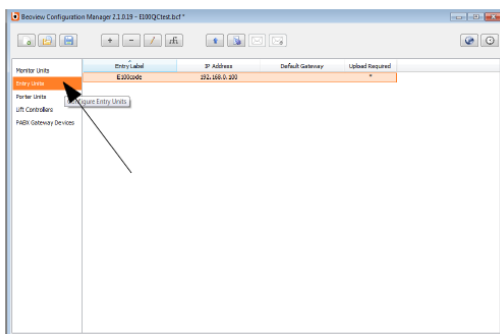 Beoview Configuration Manager 2.1.0.19 - E100QCtest.bcf *
Entry Label IP Address Default Gateway Upload Required
E100code 192.168.0.100 *
Monitor Units
Entry Units
Porter Units
Configure Entry Units
Lift Controllers
PABX Gateway Devices